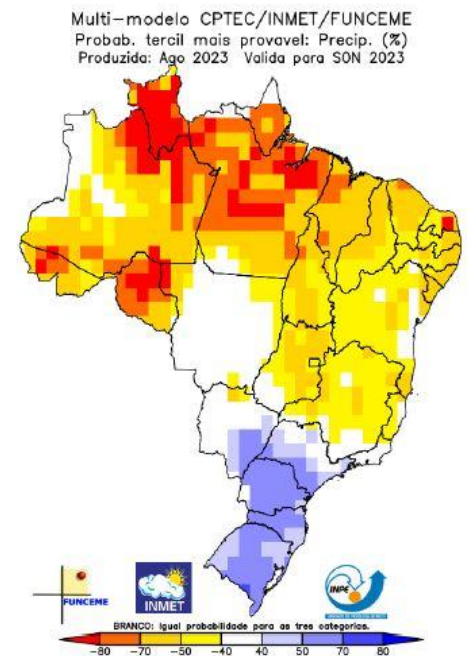 Multi-modelo CPTEC/INMET/FUNCEME
Probab. tercil mais provavel: Precip. (%)
Produzida: Ago 2023 Valida para SON 2023
FUNCEME
INMET
INPE
BRANCO: Igual probabilidade para as tres categorias.
-80 -70 -50 -40 40 50 70 80